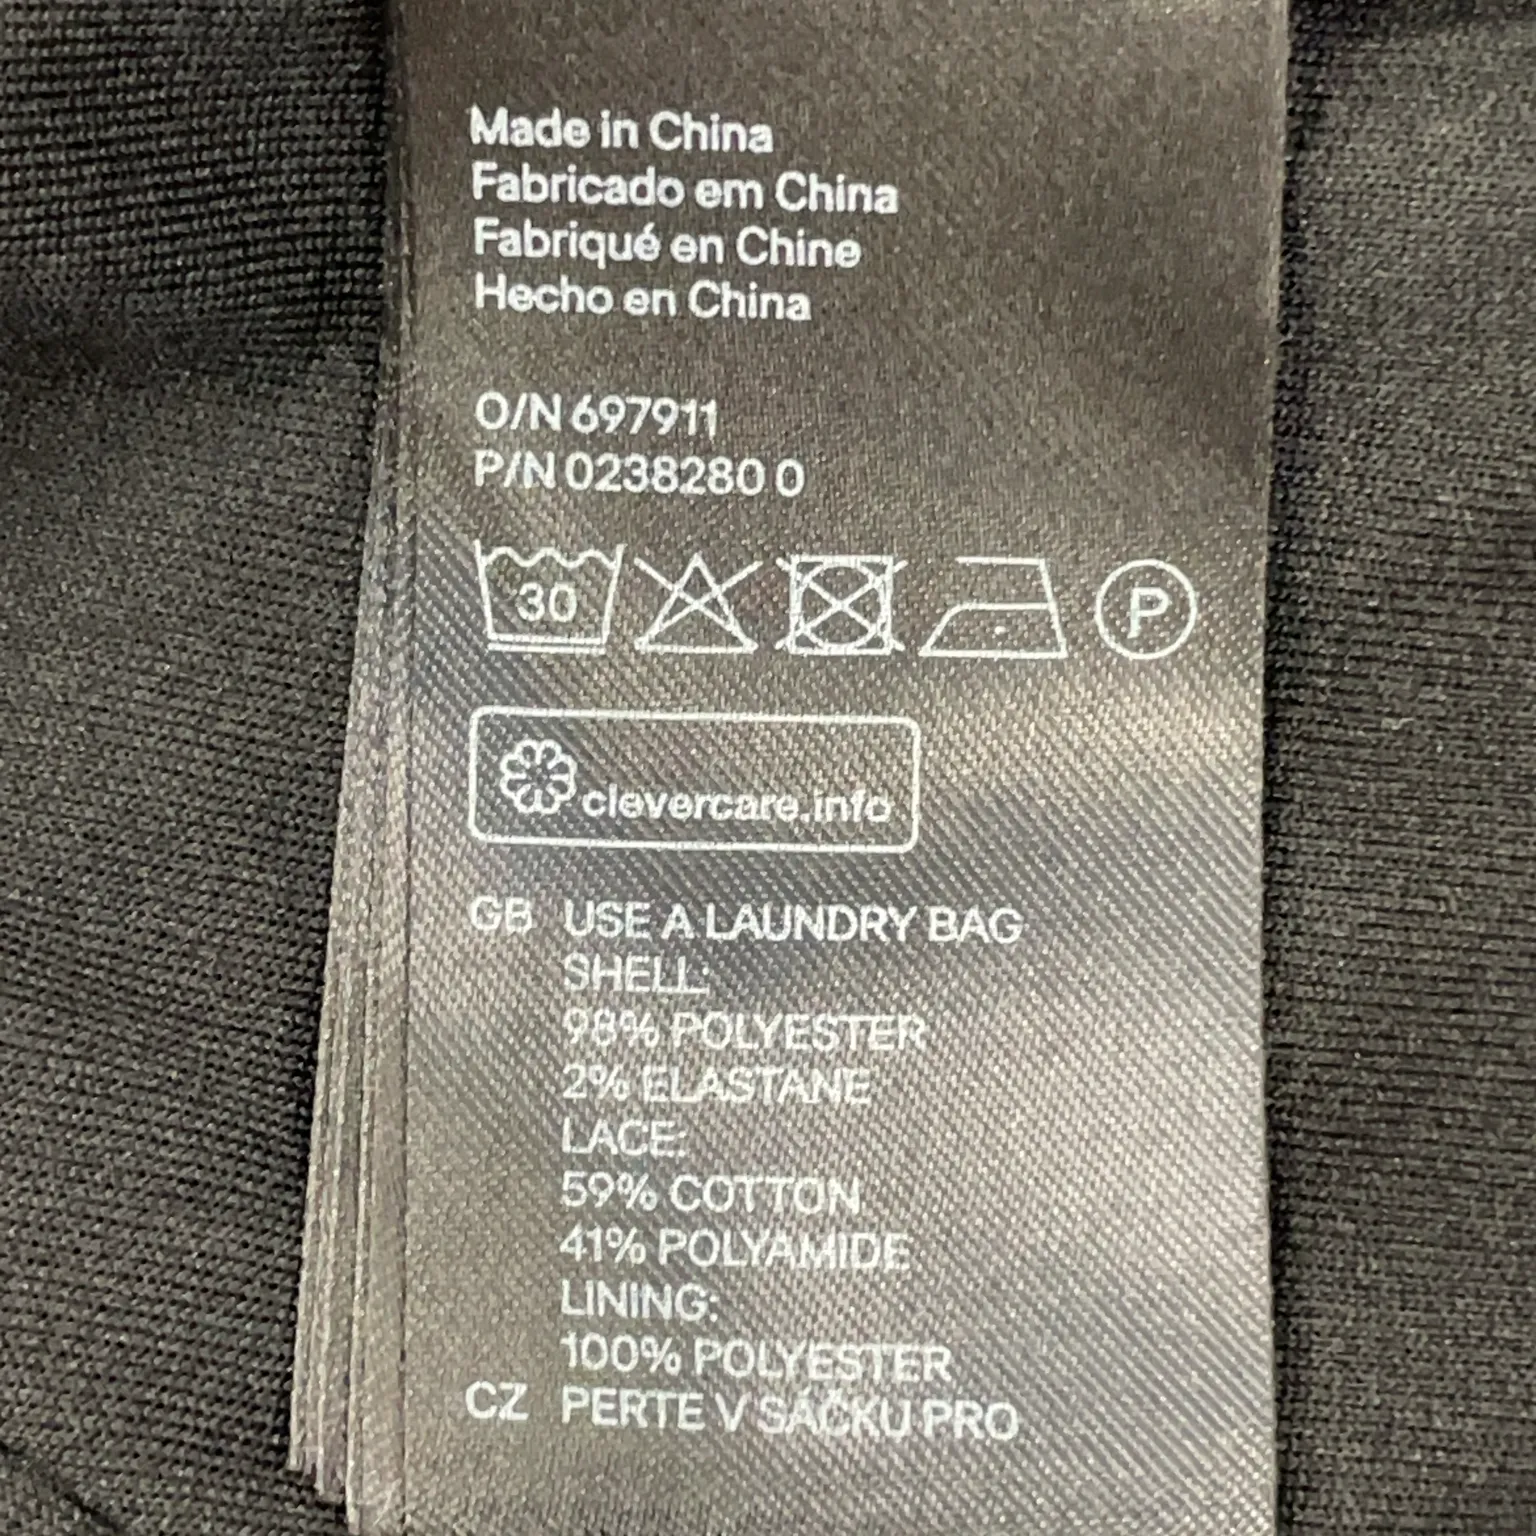 Made in China
Fabricado em China
Fabriqué en Chine
Hecho en China
O/N 697911
P/N 0238280 0
30
P
clevercare.info
GB USE A LAUNDRY BAG
SHELL:
98% POLYESTER
2% ELASTANE
LACE:
59% COTTON
41% POLYAMIDE
LINING:
100% POLYESTER
CZ PERTE V SÁČKU PRO